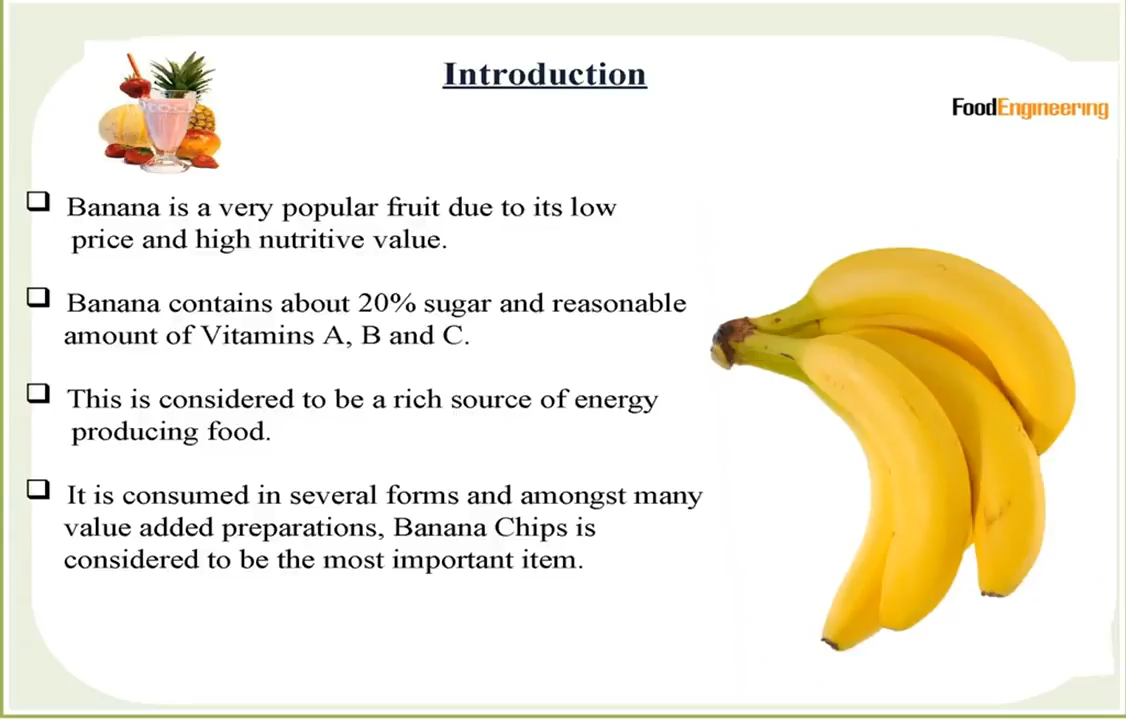 Introduction
FoodEngineering
Banana is a very popular fruit due to its low
price and high nutritive value.
Banana contains about 20% sugar and reasonable
amount of Vitamins A, B and C.
This is considered to be a rich source of energy
producing food.
It is consumed in several forms and amongst many
value added preparations, Banana Chips is
considered to be the most important item.